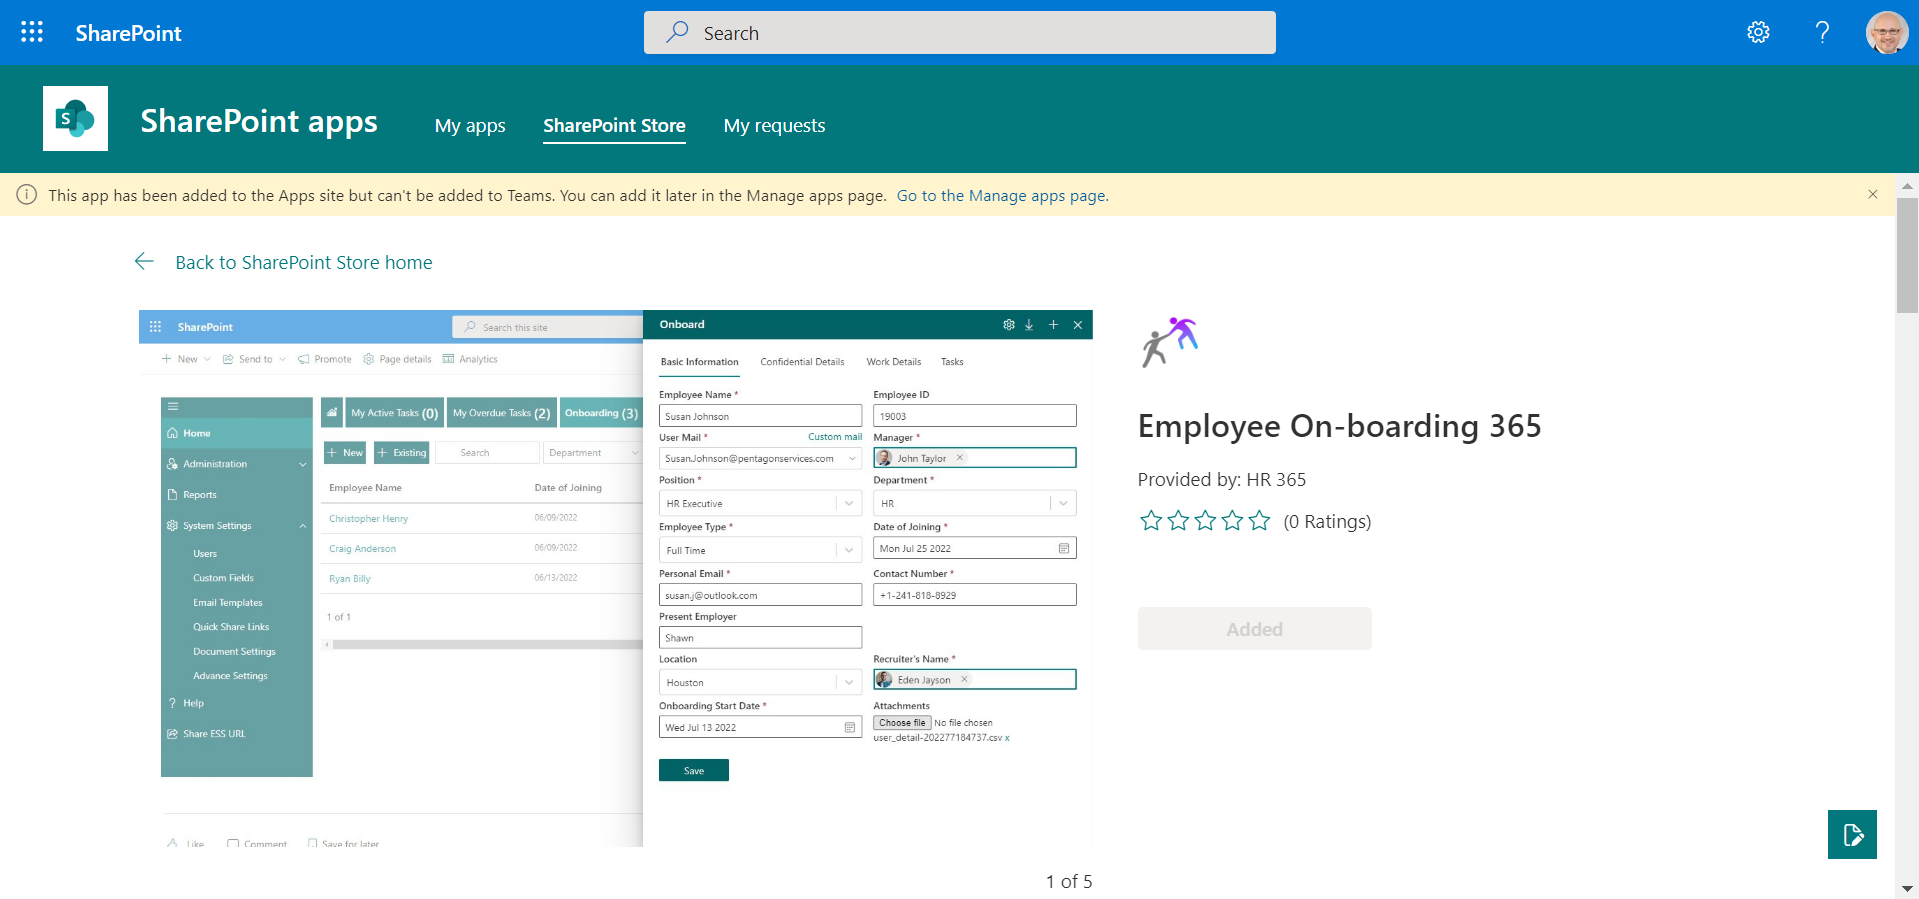 SharePoint
Search
?
S
SharePoint apps
My apps
SharePoint Store
My requests
This app has been added to the Apps site but can't be added to Teams. You can add it later in the Manage apps page. Go to the Manage apps page.
Back to SharePoint Store home
SharePoint
Search this site
New
Send to
Promote
Page details
Analytics
Home
Administration
Reports
System Settings
Users
Custom Fields
Email Templates
Quick Share Links
Document Settings
Advance Settings
? Help
Share ESS URL
My Active Tasks (0)
My Overdue Tasks (2)
Onboarding (3)
+ New
+ Existing
Search
Department
Employee Name
Date of Joining
Christopher Henry
06/09/2022
Craig Anderson
06/09/2022
Ryan Billy
06/13/2022
1 of 1
Like
Comment
Save for later
Onboard
Basic Information
Confidential Details
Work Details
Tasks
Employee Name *
Employee ID
Susan Johnson
19003
User Mail *
Custom mail
Manager *
Susan.Johnson@pentagonservices.com
John Taylor
Position *
Department *
HR Executive
HR
Employee Type *
Date of Joining *
Full Time
Mon Jul 25 2022
Personal Email *
Contact Number *
susan.j@outlook.com
+1-241-818-8929
Present Employer
Shawn
Location
Recruiter's Name *
Houston
Eden Jayson
Onboarding Start Date *
Attachments
Wed Jul 13 2022
Choose file No file chosen
user_detail-202277184737.csv x
Save
Employee On-boarding 365
Provided by: HR 365
(0 Ratings)
Added
1 of 5